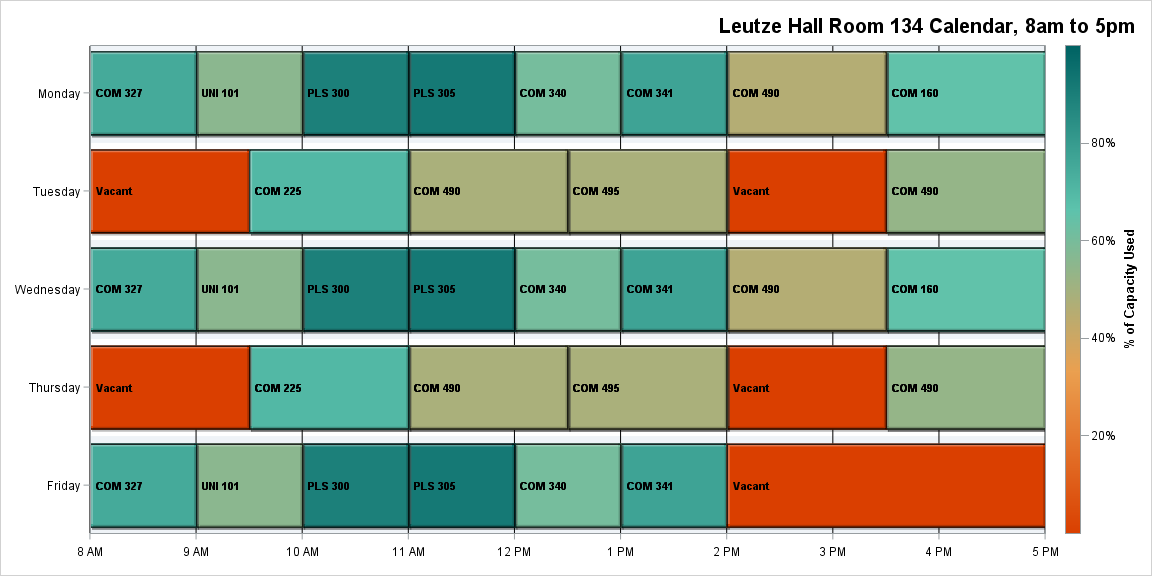 Leutze Hall Room 134 Calendar, 8am to 5pm
Monday
COM 327
UNI 101
PLS 300
PLS 305
COM 340
COM 341
COM 490
COM 160
Tuesday
Vacant
COM 225
COM 490
COM 495
Vacant
COM 490
Wednesday
COM 327
UNI 101
PLS 300
PLS 305
COM 340
COM 341
COM 490
COM 160
Thursday
Vacant
COM 225
COM 490
COM 495
Vacant
COM 490
Friday
COM 327
UNI 101
PLS 300
PLS 305
COM 340
COM 341
Vacant
8 AM
9 AM
10 AM
11 AM
12 PM
1 PM
2 PM
3 PM
4 PM
5 PM
80%
60%
40%
20%
% of Capacity Used